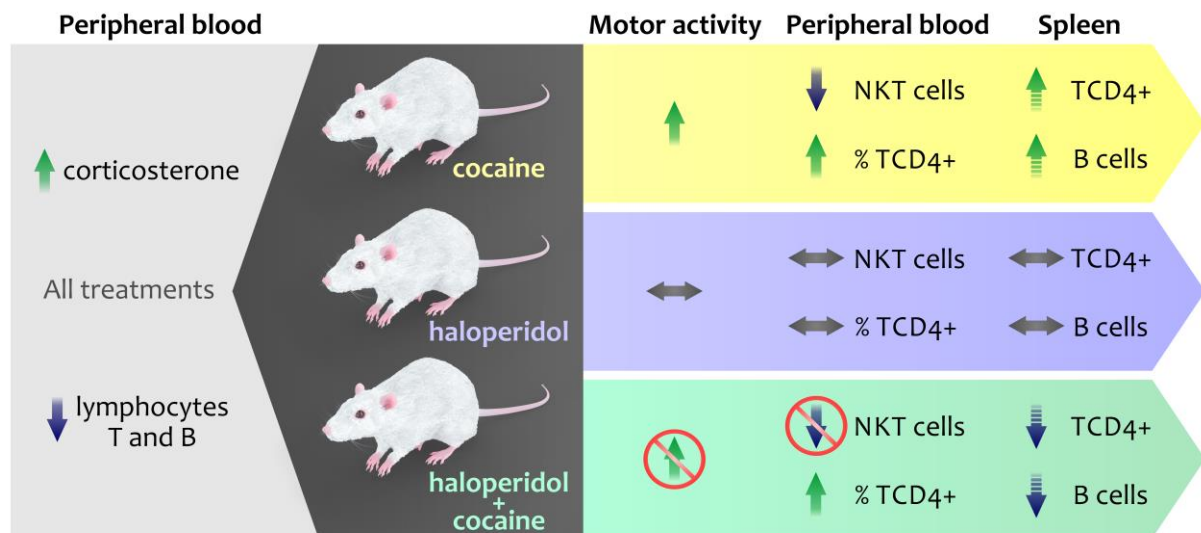 Peripheral blood
Motor activity
Peripheral blood
Spleen
corticosterone
All treatments
lymphocytes
T and B
cocaine
NKT cells
TCD4+
% TCD4+
B cells
haloperidol
NKT cells
TCD4+
% TCD4+
B cells
haloperidol
+
cocaine
NKT cells
TCD4+
% TCD4+
B cells